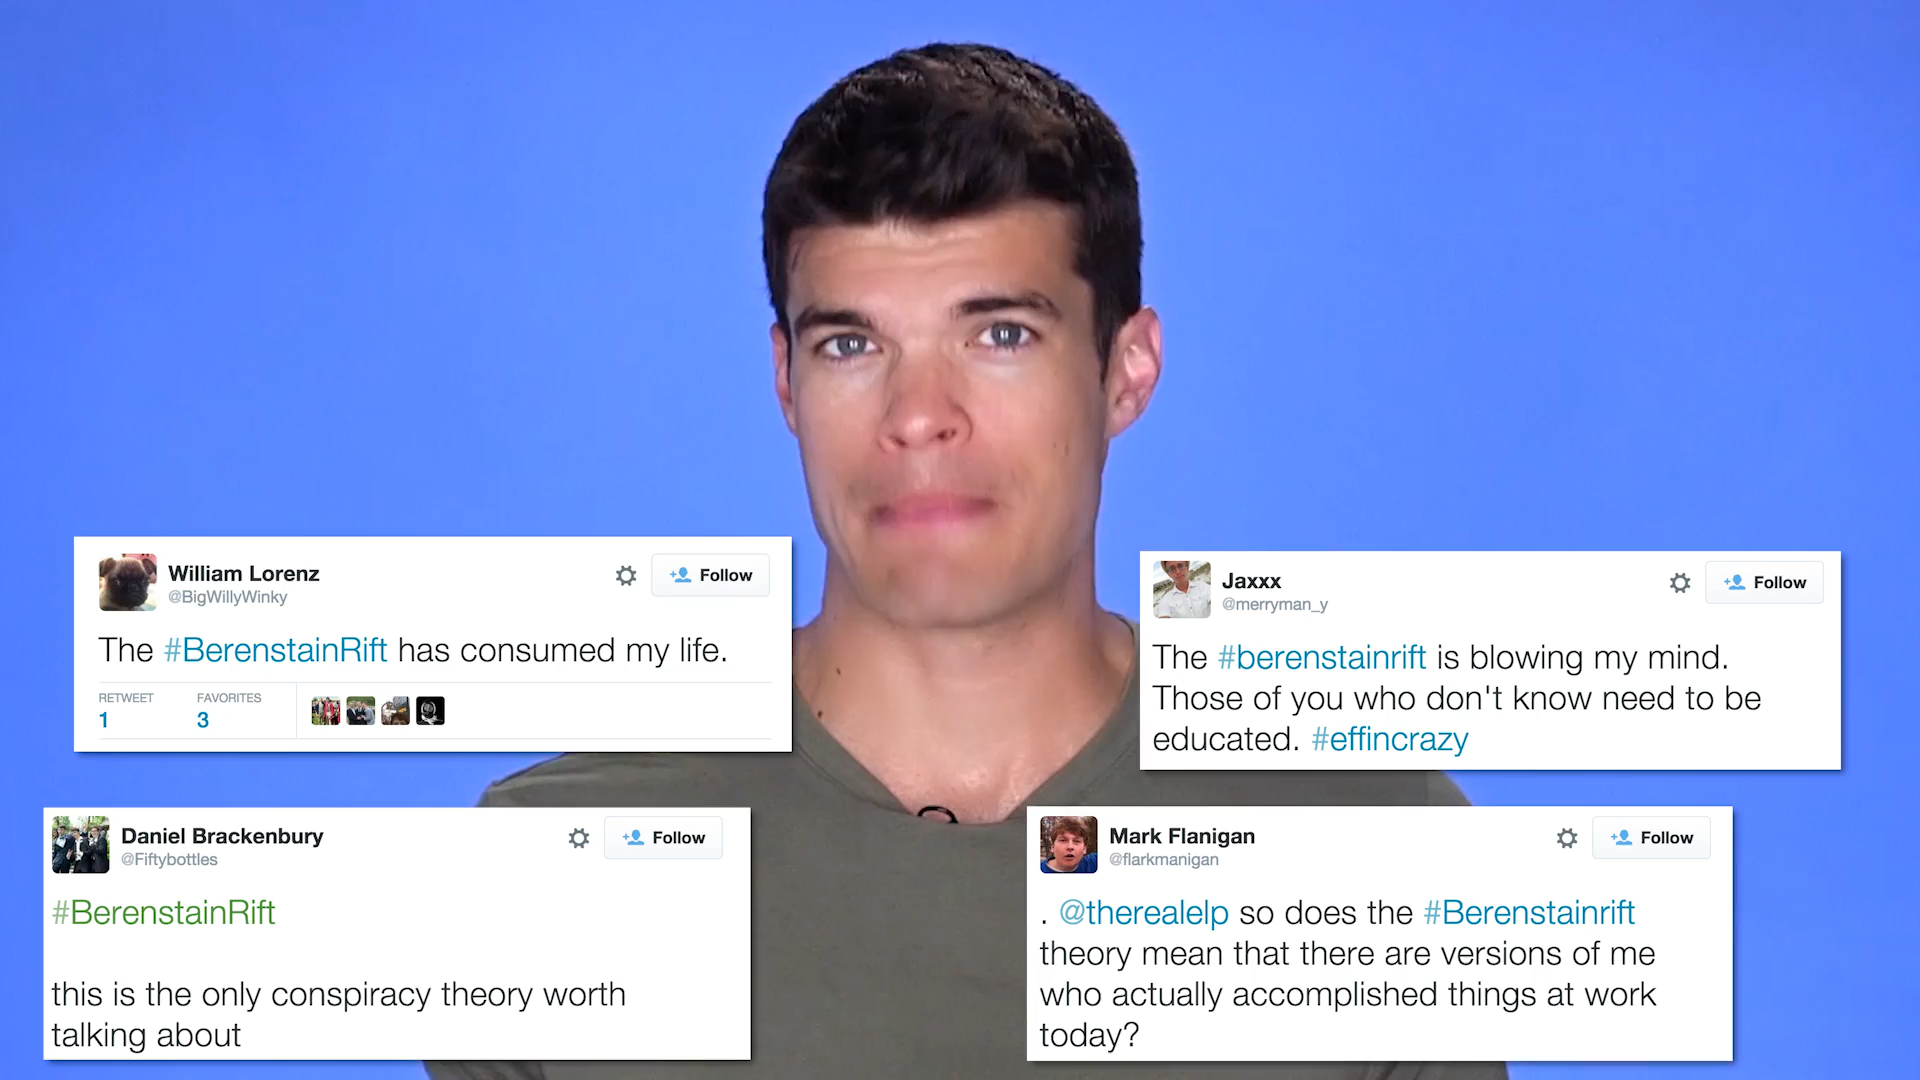 William Lorenz
@BigWillyWinky
Follow
The #BerenstainRift has consumed my life.
RETWEET FAVORITES
1 3
Jaxxx
@merryman_y
Follow
The #berenstainrift is blowing my mind.
Those of you who don't know need to be
educated. #effincrazy
Daniel Brackenbury
@Fiftybottles
Follow
#BerenstainRift
this is the only conspiracy theory worth
talking about
Mark Flanigan
@flarkmanigan
Follow
. @therealelp so does the #Berenstainrift
theory mean that there are versions of me
who actually accomplished things at work
today?